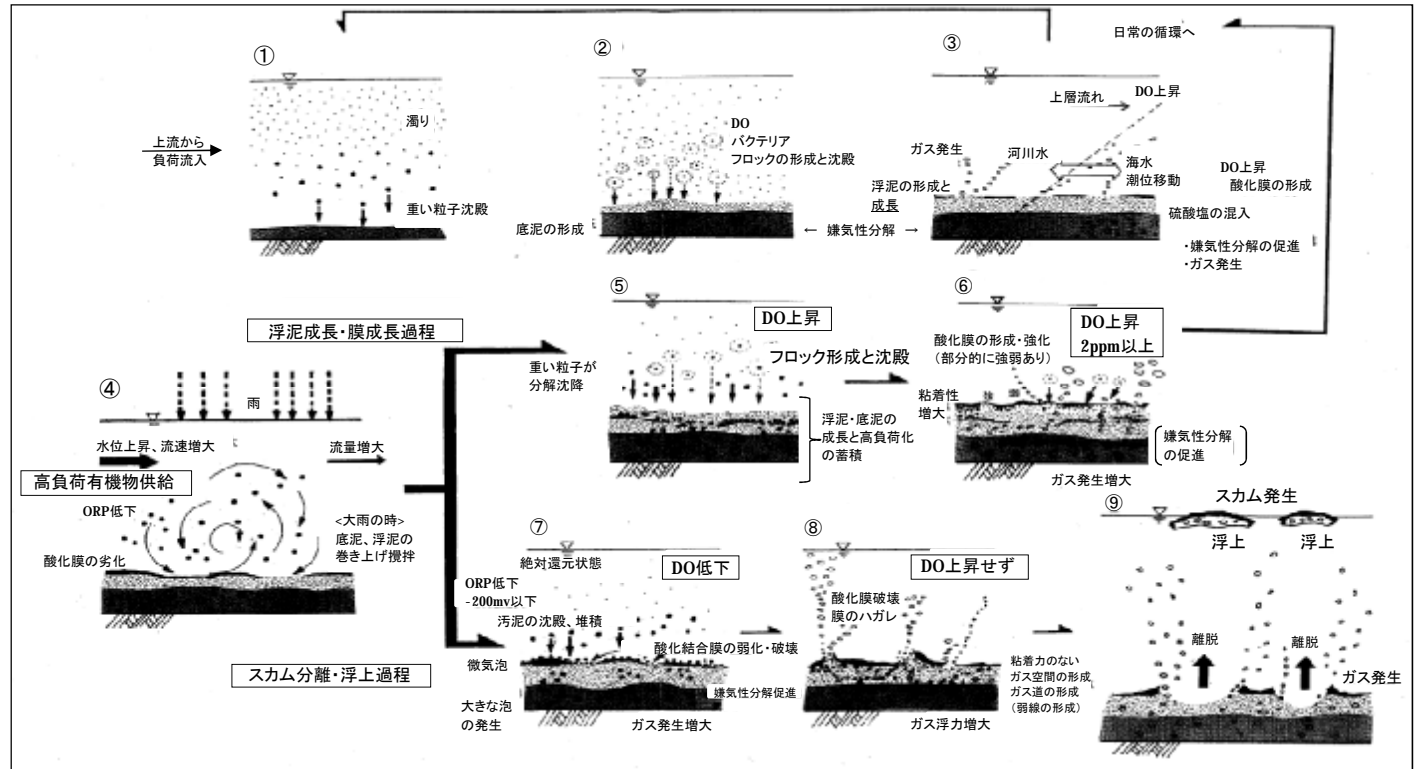 日常の循環へ
①
上流から
負荷流入
濁り
重い粒子沈殿
②
DO
バクテリア
フロックの形成と沈殿
底泥の形成
← 嫌気性分解 →
③
上層流れ
DO上昇
ガス発生
河川水
海水
潮位移動
浮泥の形成と
成長
DO上昇
酸化膜の形成
硫酸塩の混入
・嫌気性分解の促進
・ガス発生
浮泥成長・膜成長過程
④
雨
水位上昇、流速増大
流量増大
高負荷有機物供給
ORP低下
酸化膜の劣化
<大雨の時>
底泥、浮泥の
巻き上げ攪拌
スカム分離・浮上過程
⑤
DO上昇
フロック形成と沈殿
重い粒子が
分解沈降
浮泥・底泥の
成長と高負荷化
の蓄積
⑥
DO上昇
2ppm以上
酸化膜の形成・強化
(部分的に強弱あり)
粘着性
増大
嫌気性分解
の促進
ガス発生増大
⑦
絶対還元状態
DO低下
ORP低下
-200mv以下
汚泥の沈殿、堆積
酸化結合膜の弱化・破壊
微気泡
嫌気性分解促進
大きな泡
の発生
ガス発生増大
⑧
DO上昇せず
酸化膜破壊
膜のハガレ
粘着力のない
ガス空間の形成
ガス道の形成
(弱線の形成)
ガス浮力増大
⑨
スカム発生
浮上
浮上
離脱
離脱
ガス発生